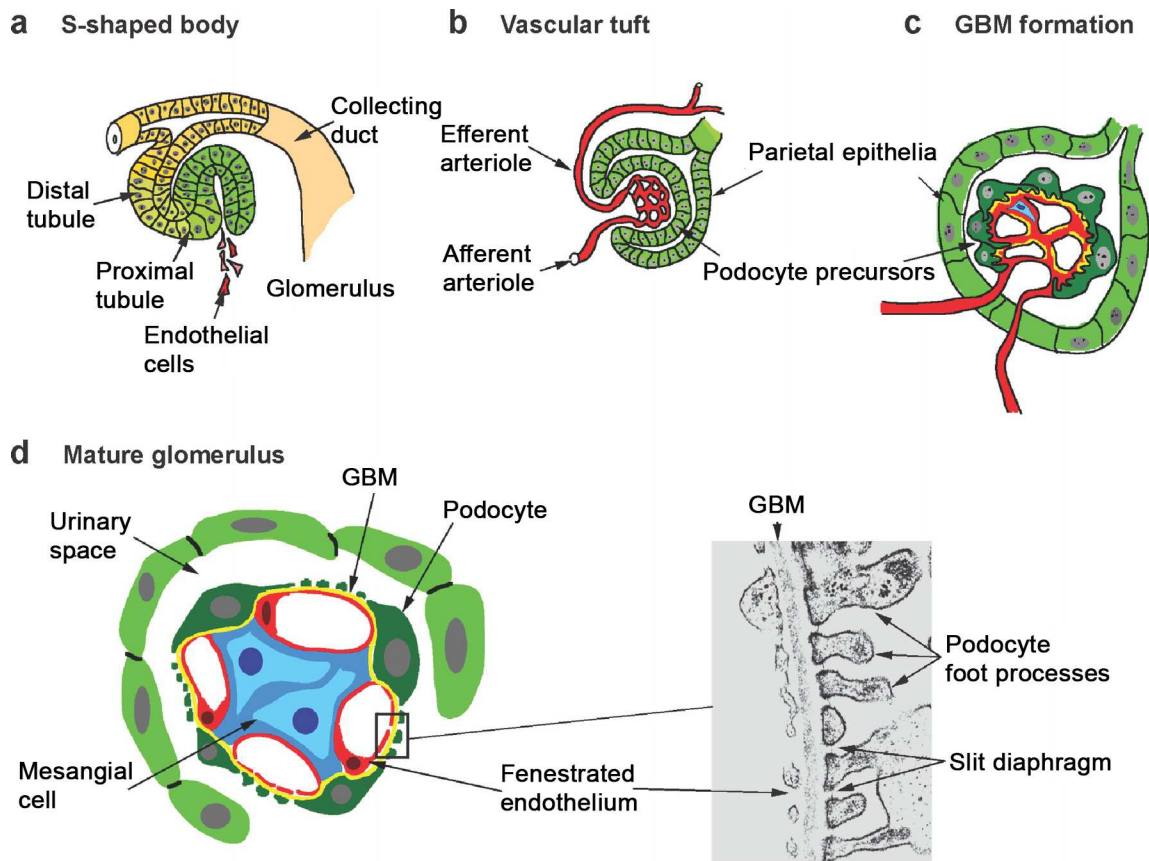 a S-shaped body
b Vascular tuft
c GBM formation
Collecting
duct
Distal
tubule
Proximal
tubule
Glomerulus
Endothelial
cells
Efferent
arteriole
Parietal epithelia
Afferent
arteriole
Podocyte precursors
d Mature glomerulus
GBM
Urinary
space
Podocyte
Mesangial
cell
Fenestrated
endothelium
GBM
Podocyte
foot processes
Slit diaphragm